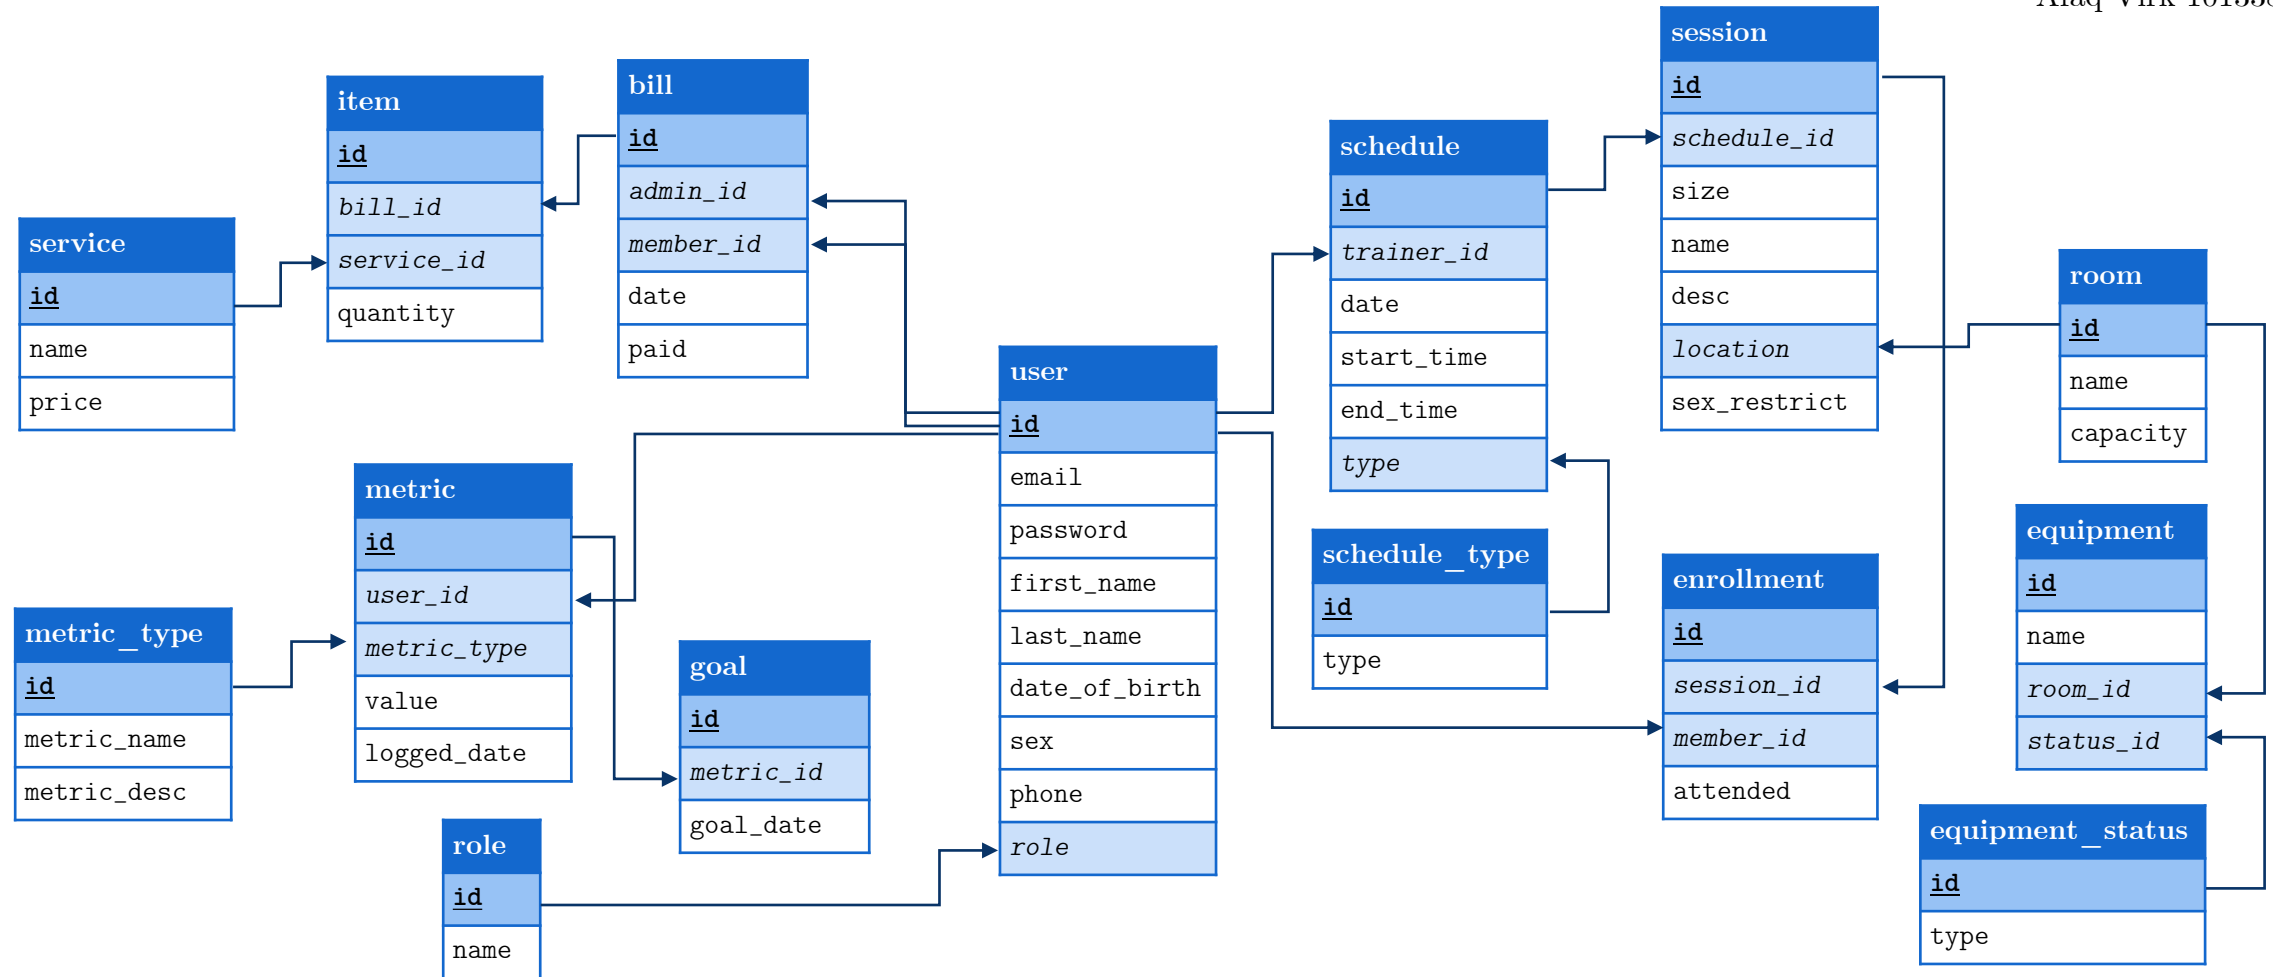 service
id
name
price
item
id
bill_id
service_id
quantity
bill
id
admin_id
member_id
date
paid
metric_type
id
metric_name
metric_desc
metric
id
user_id
metric_type
value
logged_date
role
id
name
goal
id
metric_id
goal_date
user
id
email
password
first_name
last_name
date_of_birth
sex
phone
role
schedule
id
trainer_id
date
start_time
end_time
type
schedule_type
id
type
session
id
schedule_id
size
name
desc
location
sex_restrict
enrollment
id
session_id
member_id
attended
room
id
name
capacity
equipment
id
name
room_id
status_id
equipment_status
id
type